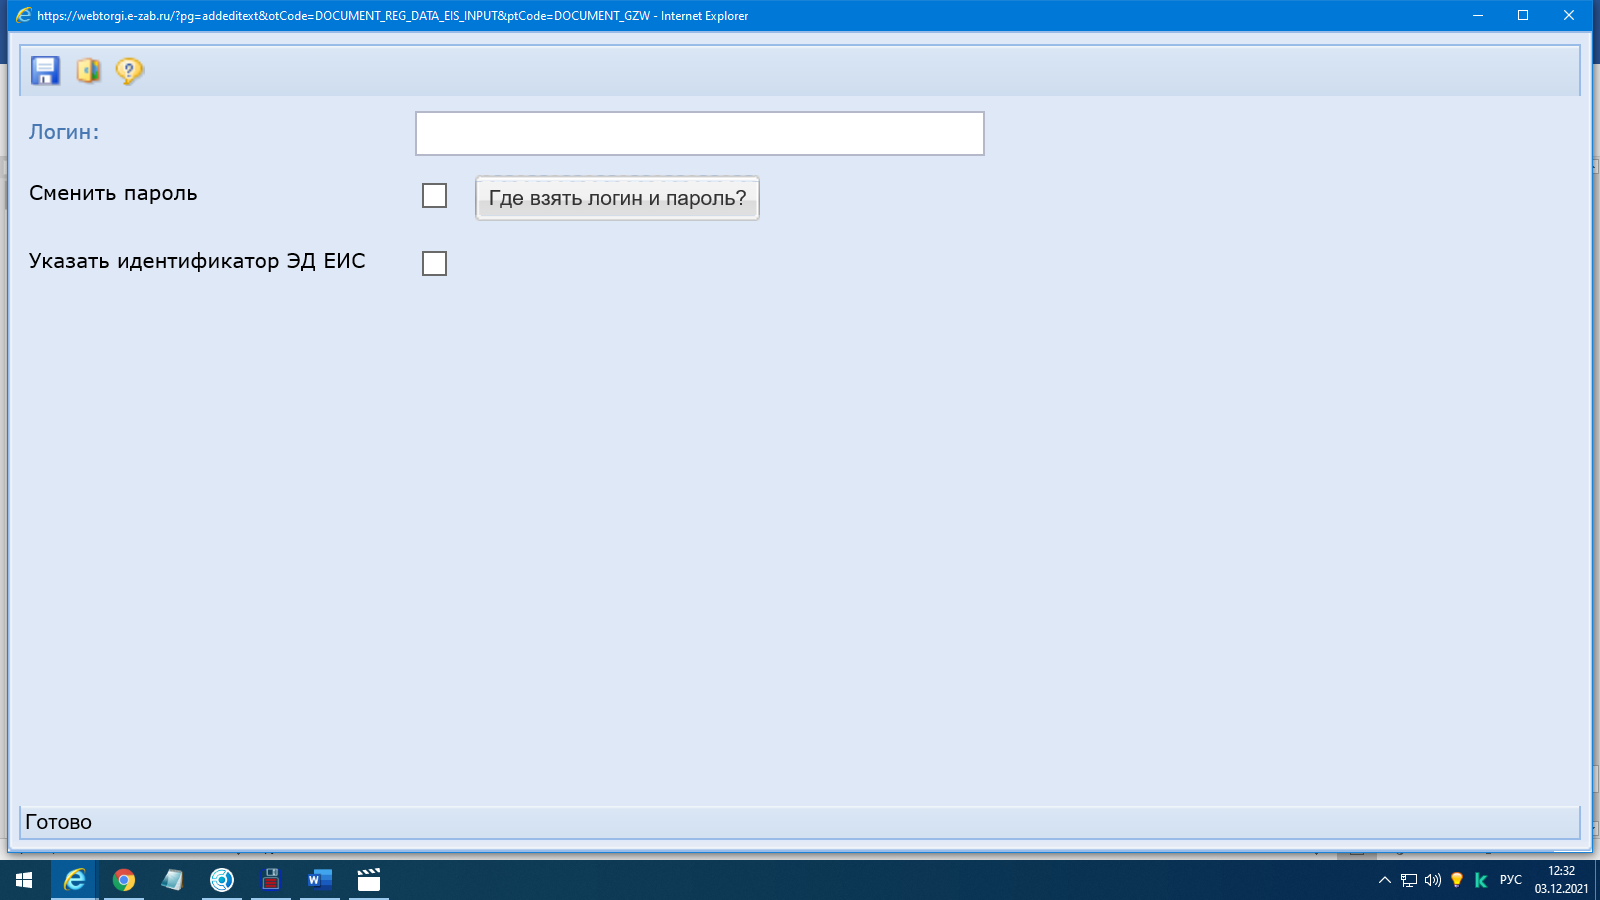 https://webtorgi.e-zab.ru/?pg=addeditext&otCode=DOCUMENT_REG_DATA_EIS_INPUT&ptCode=DOCUMENT_GZW - Internet Explorer
Логин:
Сменить пароль
Где взять логин и пароль?
Указать идентификатор ЭД ЕИС
Готово
РУС
12:32
03.12.2021